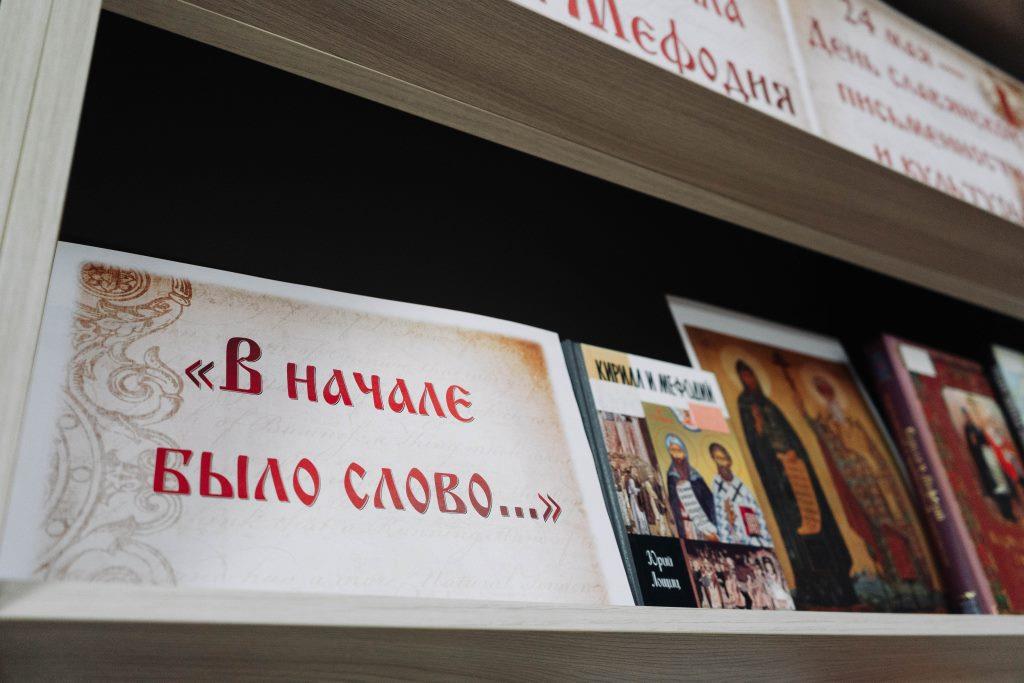 Мефодия
24 мая —
День славянской
письменности
и культуры
«В начале
было слово...»
КИРИЛЛ И МЕФОДИЙ
Юрий
Лощиц